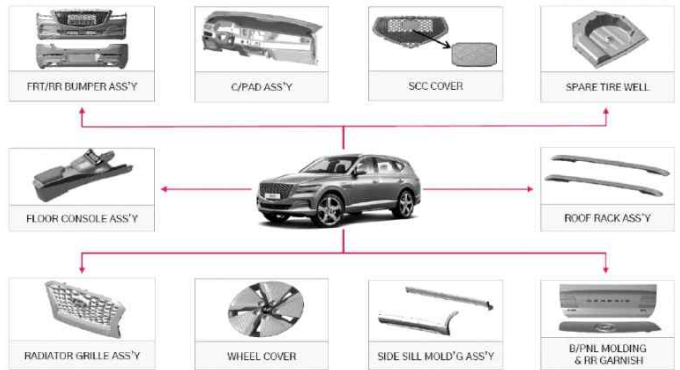 FRT/RR BUMPER ASS'Y
C/PAD ASS'Y
SCC COVER
SPARE TIRE WELL
FLOOR CONSOLE ASS'Y
ROOF RACK ASS'Y
RADIATOR GRILLE ASS'Y
WHEEL COVER
SIDE SILL MOLD'G ASS'Y
GENESIS
B/PNL MOLDING
& RR GARNISH